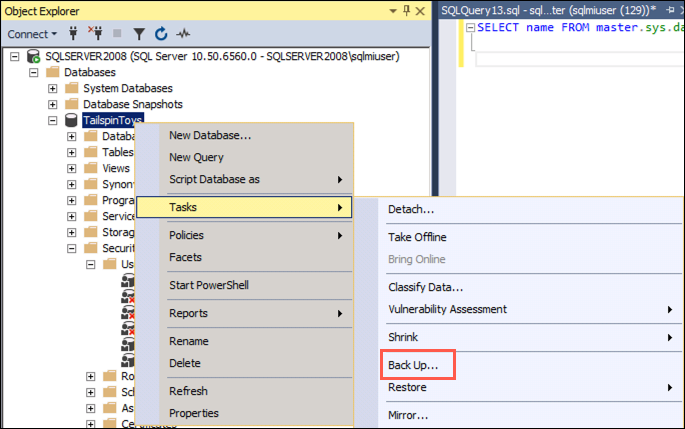 Object Explorer
SQLQuery13.sql - sq(...ter (sqlmiuser (129))*
Connect
SELECT name FROM master.sys.da
SQLSERVER2008 (SQL Server 10.50.6560.0 - SQLSERVER2008\sqlmiuser)
Databases
System Databases
Database Snapshots
TailspinToys
Databa
Tables
Views
Synony
Progra
Service
Storag
Securit
Us
Ro
Sc
As
Certificates
New Database...
New Query
Script Database as
Tasks
Policies
Facets
Start PowerShell
Reports
Rename
Delete
Refresh
Properties
Detach...
Take Offline
Bring Online
Classify Data...
Vulnerability Assessment
Shrink
Back Up...
Restore
Mirror...